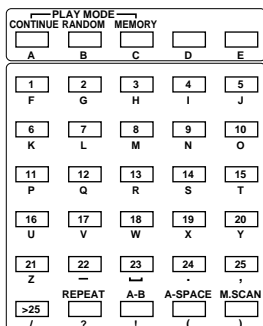 PLAY MODE
CONTINUE RANDOM MEMORY
A B C D E
1 2 3 4 5
F G H I J
6 7 8 9 10
K L M N O
11 12 13 14 15
P Q R S T
16 17 18 19 20
U V W X Y
21 22 23 24 25
Z – ⎵ . ,
REPEAT A-B A-SPACE M.SCAN
>25
/ ? ! ( )